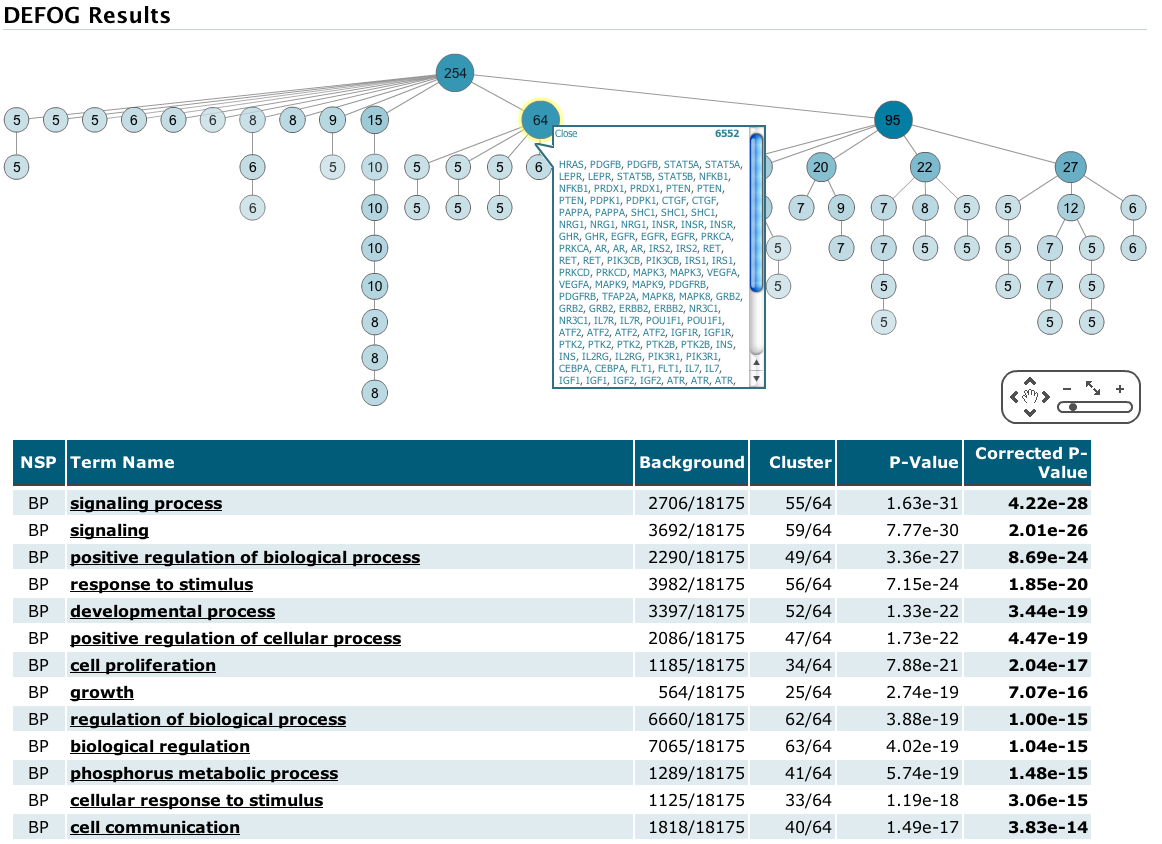 DEFOG Results
254
5 5 5 6 6 6 8 8 9 15 64 95
Close 6552
5 6 5 10 5 5 5 6 20 22 27
HRAS, PDGFB, PDGFB, STAT5A, STAT5A,
LEPR, LEPR, STAT5B, STAT5B, NFKB1,
NFKB1, PRDX1, PRDX1, PTEN, PTEN,
PTEN, PDPK1, PDPK1, CTGF, CTGF,
PAPPA, PAPPA, SHC1, SHC1, SHC1,
NRG1, NRG1, NRG1, INSR, INSR, INSR,
GHR, GHR, EGFR, EGFR, EGFR, PRKCA,
PRKCA, AR, AR, AR, IRS2, IRS2, RET,
RET, RET, PIK3CB, PIK3CB, IRS1, IRS1,
PRKCD, PRKCD, MAPK3, MAPK3, VEGFA,
VEGFA, MAPK9, MAPK9, PDGFRB,
PDGFRB, TFAP2A, MAPK8, MAPK8, GRB2,
GRB2, GRB2, ERBB2, ERBB2, NR3C1,
NR3C1, IL7R, IL7R, POU1F1, POU1F1,
ATF2, ATF2, ATF2, ATF2, IGF1R, IGF1R,
PTK2, PTK2, PTK2, PTK2B, PTK2B, INS,
INS, IL2RG, IL2RG, PIK3R1, PIK3R1,
CEBPA, CEBPA, FLT1, FLT1, IL7, IL7,
IGF1, IGF1, IGF2, IGF2, ATR, ATR, ATR,
6 10 5 5 5 7 9 7 8 5 5 12 6
10 5 7 7 5 5 5 7 5 6
10 5 5 5 7 5
8 5 5 5
8
8
NSP Term Name Background Cluster P-Value Corrected P-
Value
BP signaling process 2706/18175 55/64 1.63e-31 4.22e-28
BP signaling 3692/18175 59/64 7.77e-30 2.01e-26
BP positive regulation of biological process 2290/18175 49/64 3.36e-27 8.69e-24
BP response to stimulus 3982/18175 56/64 7.15e-24 1.85e-20
BP developmental process 3397/18175 52/64 1.33e-22 3.44e-19
BP positive regulation of cellular process 2086/18175 47/64 1.73e-22 4.47e-19
BP cell proliferation 1185/18175 34/64 7.88e-21 2.04e-17
BP growth 564/18175 25/64 2.74e-19 7.07e-16
BP regulation of biological process 6660/18175 62/64 3.88e-19 1.00e-15
BP biological regulation 7065/18175 63/64 4.02e-19 1.04e-15
BP phosphorus metabolic process 1289/18175 41/64 5.74e-19 1.48e-15
BP cellular response to stimulus 1125/18175 33/64 1.19e-18 3.06e-15
BP cell communication 1818/18175 40/64 1.49e-17 3.83e-14